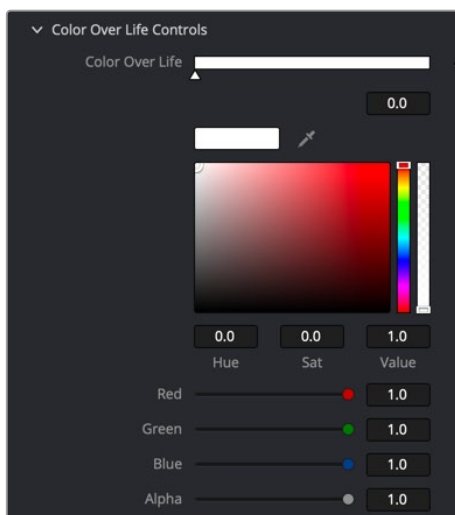 Color Over Life Controls
Color Over Life
0.0
0.0 0.0 1.0
Hue Sat Value
Red 1.0
Green 1.0
Blue 1.0
Alpha 1.0